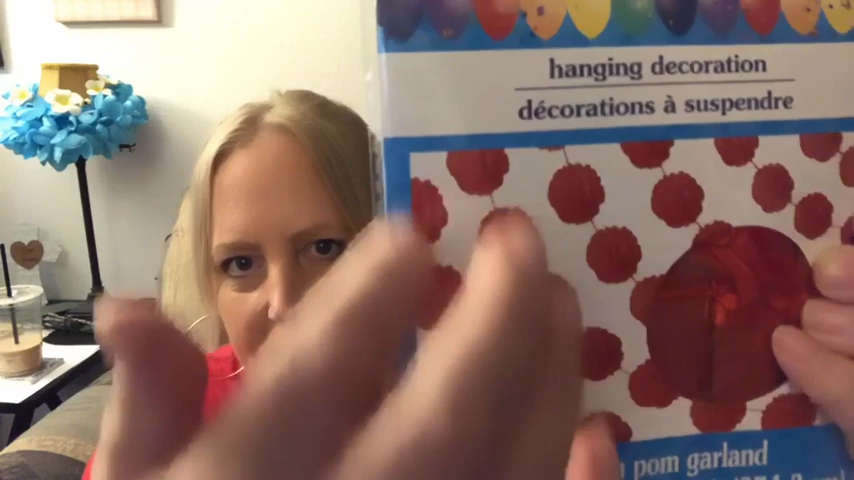 hanging decoration
décorations à suspendre
pom garland